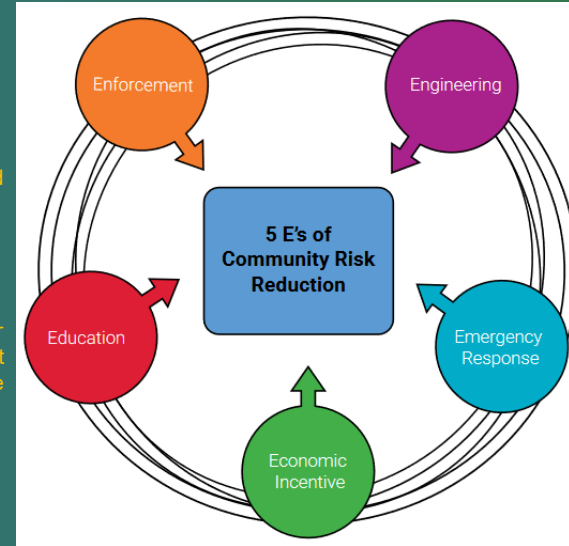 Enforcement
Engineering
5 E's of
Community Risk
Reduction
Education
Emergency
Response
Economic
Incentive